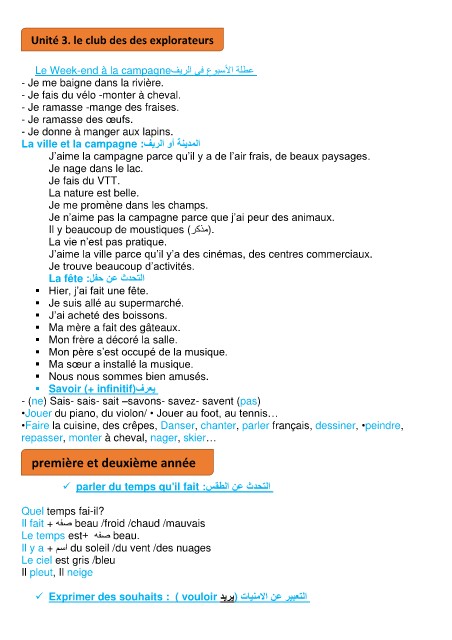 Unité 3. le club des des explorateurs
Le Week-end à la campagneعطلة الأسبوع في الريف
- Je me baigne dans la rivière.
- Je fais du vélo -monter à cheval.
- Je ramasse -mange des fraises.
- Je ramasse des œufs.
- Je donne à manger aux lapins.
La ville et la campagne :المدينة أو الريف
J'aime la campagne parce qu'il y a de l'air frais, de beaux paysages.
Je nage dans le lac.
Je fais du VTT.
La nature est belle.
Je me promène dans les champs.
Je n'aime pas la campagne parce que j'ai peur des animaux.
Il y beaucoup de moustiques (مذكر).
La vie n'est pas pratique.
J'aime la ville parce qu'il y'a des cinémas, des centres commerciaux.
Je trouve beaucoup d'activités.
La fête :التحدث عن حفل
▪ Hier, j'ai fait une fête.
▪ Je suis allé au supermarché.
▪ J'ai acheté des boissons.
▪ Ma mère a fait des gâteaux.
▪ Mon frère a décoré la salle.
▪ Mon père s'est occupé de la musique.
▪ Ma sœur a installé la musique.
▪ Nous nous sommes bien amusés.
▪ Savoir (+ infinitif)يعرف
- (ne) Sais- sais- sait –savons- savez- savent (pas)
•Jouer du piano, du violon/ • Jouer au foot, au tennis…
•Faire la cuisine, des crêpes, Danser, chanter, parler français, dessiner, •peindre,
repasser, monter à cheval, nager, skier…
première et deuxième année
✓ parler du temps qu'il fait :التحدث عن الطقس
Quel temps fai-il?
Il fait + صفه beau /froid /chaud /mauvais
Le temps est+ صفه beau.
Il y a + اسم du soleil /du vent /des nuages
Le ciel est gris /bleu
Il pleut, Il neige
✓ Exprimer des souhaits : ( vouloir يريد) التعبير عن الامنيات